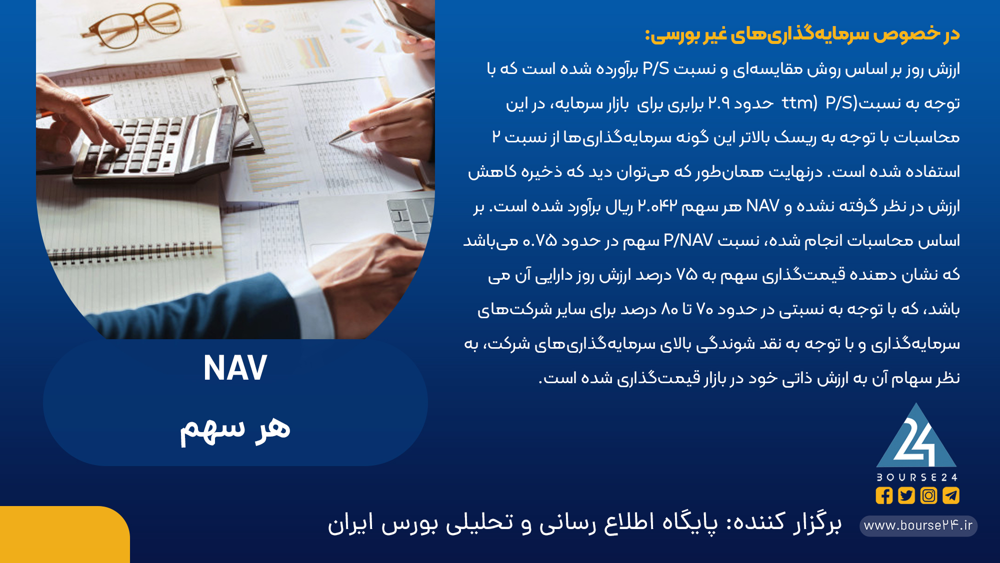 در خصوص سرمایه‌گذاری‌های غیر بورسی:
ارزش روز بر اساس روش مقایسه‌ای و نسبت P/S برآورده شده است که با
توجه به نسبت(ttm) P/S حدود ۲.۹ برابری برای بازار سرمایه، در این
محاسبات با توجه به ریسک بالاتر این گونه سرمایه‌گذاری‌ها از نسبت ۲
استفاده شده است. درنهایت همان‌طور که می‌توان دید که ذخیره کاهش
ارزش در نظر گرفته نشده و NAV هر سهم ۲.۰۴۲ ریال برآورد شده است. بر
اساس محاسبات انجام شده، نسبت P/NAV سهم در حدود ۰.۷۵ می‌باشد
که نشان دهنده قیمت‌گذاری سهم به ۷۵ درصد ارزش روز دارایی آن می
باشد، که با توجه به نسبتی در حدود ۷۰ تا ۸۰ درصد برای سایر شرکت‌های
سرمایه‌گذاری و با توجه به نقد شوندگی بالای سرمایه‌گذاری‌های شرکت، به
نظر سهام آن به ارزش ذاتی خود در بازار قیمت‌گذاری شده است.
NAV
هر سهم
24
BOURSE24
www.bourse۲۴.ir
برگزار کننده: پایگاه اطلاع رسانی و تحلیلی بورس ایران